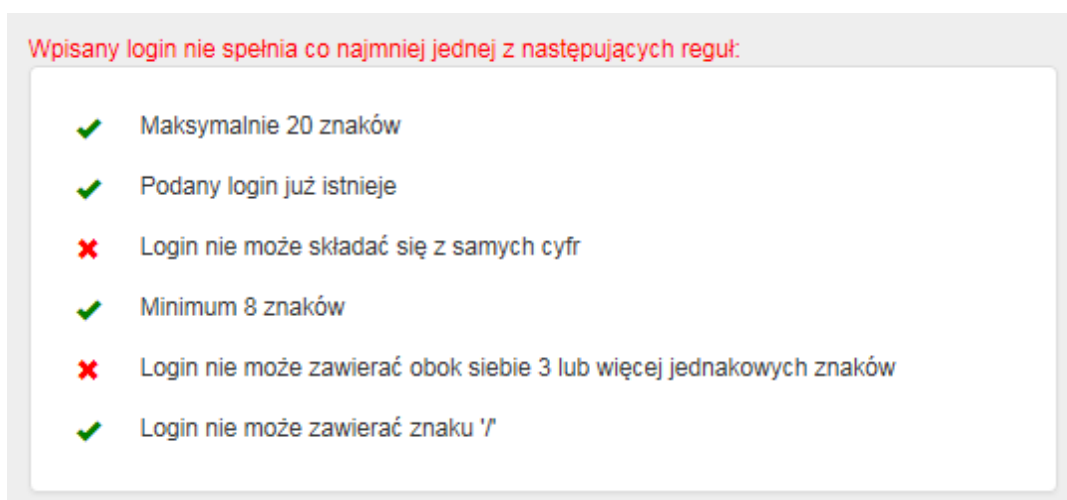 Wpisany login nie spełnia co najmniej jednej z następujących reguł:
Maksymalnie 20 znaków
Podany login już istnieje
Login nie może składać się z samych cyfr
Minimum 8 znaków
Login nie może zawierać obok siebie 3 lub więcej jednakowych znaków
Login nie może zawierać znaku '/'